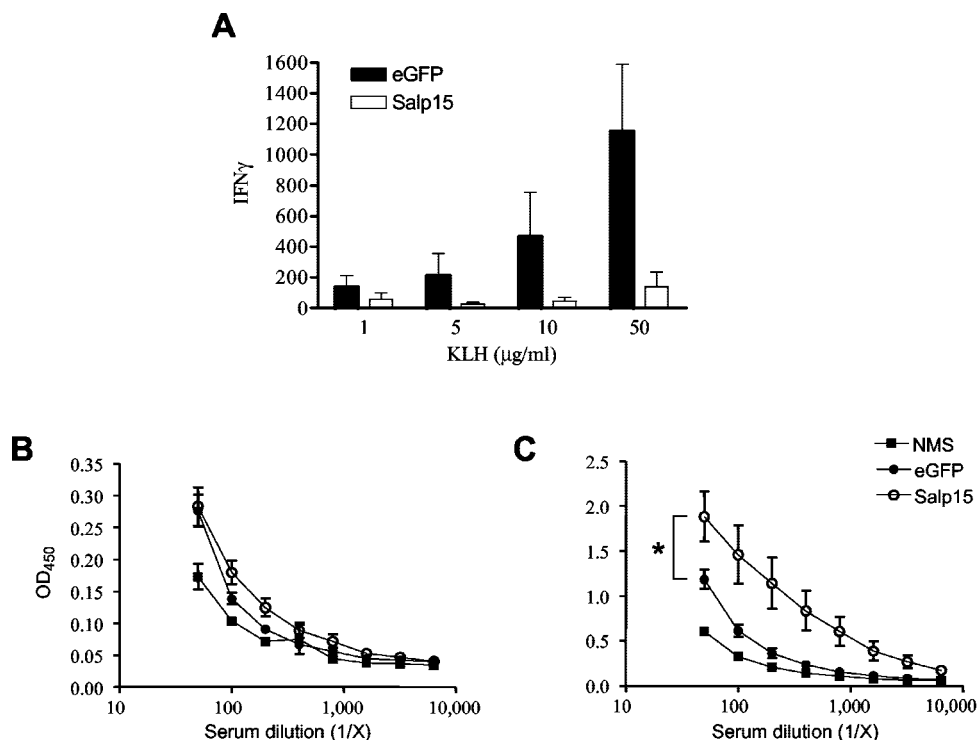 A
1600
1400
1200
1000
800
600
400
200
0
IFNγ
eGFP
Salp15
1 5 10 50
KLH (μg/ml)
B
0.35
0.30
0.25
0.20
0.15
0.10
0.05
0.00
OD450
10 100 1,000 10,000
Serum dilution (1/X)
C
2.5
2.0
1.5
1.0
0.5
0.0
*
NMS
eGFP
Salp15
10 100 1,000 10,000
Serum dilution (1/X)